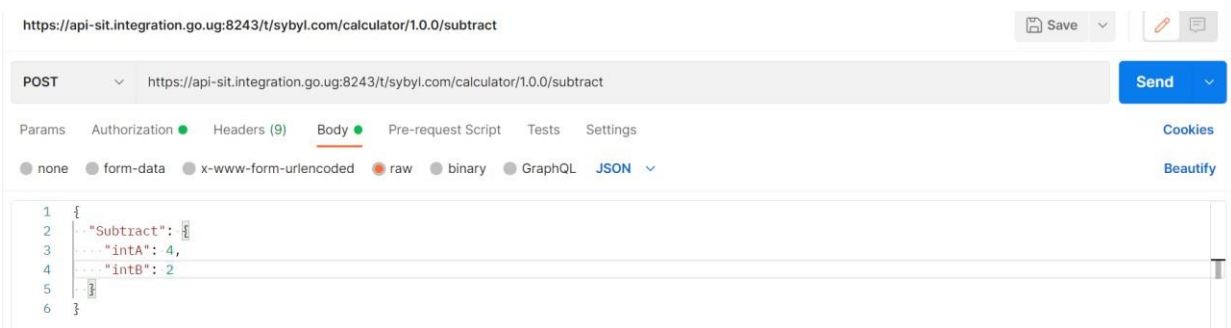 https://api-sit.integration.go.ug:8243/t/sybyl.com/calculator/1.0.0/subtract Save
POST https://api-sit.integration.go.ug:8243/t/sybyl.com/calculator/1.0.0/subtract Send
Params Authorization Headers (9) Body Pre-request Script Tests Settings Cookies
none form-data x-www-form-urlencoded raw binary GraphQL JSON Beautify
1 {
2 "Subtract": {
3 "intA": 4,
4 "intB": 2
5 }
6 }